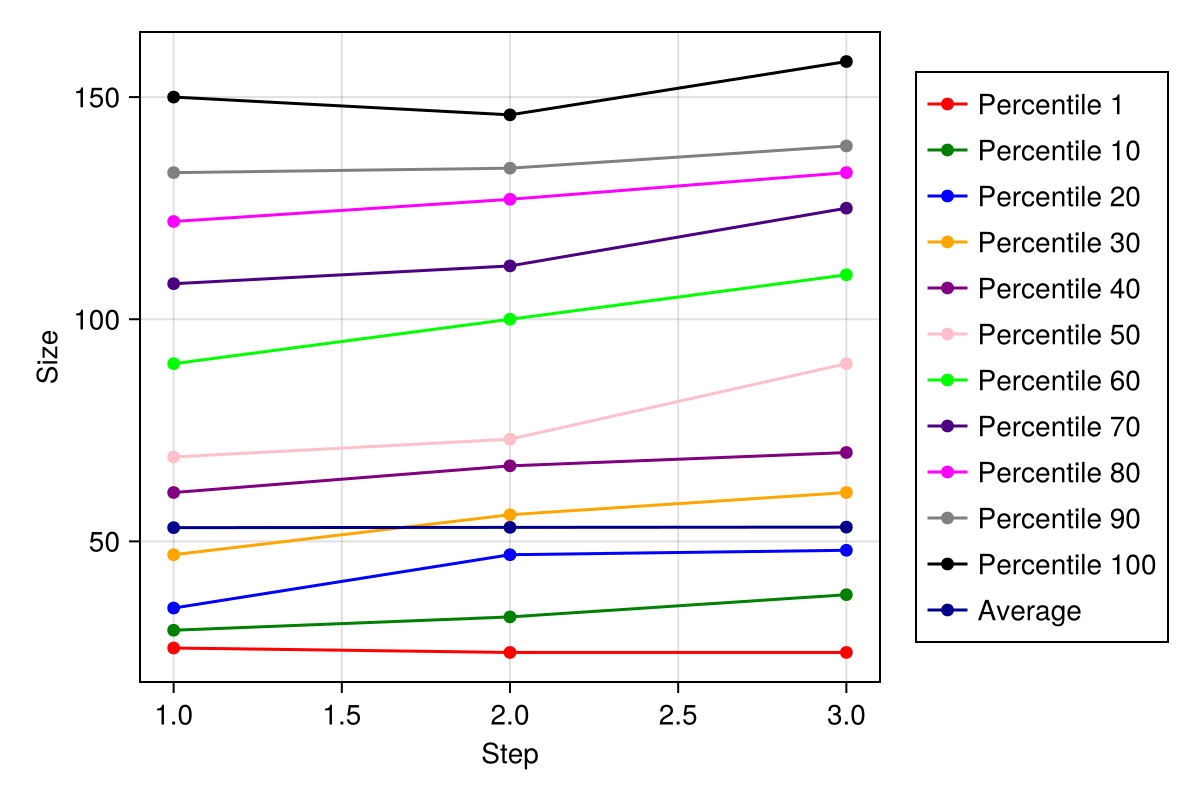 150
100
50
Size
1.0
1.5
2.0
2.5
3.0
Step
Percentile 1
Percentile 10
Percentile 20
Percentile 30
Percentile 40
Percentile 50
Percentile 60
Percentile 70
Percentile 80
Percentile 90
Percentile 100
Average